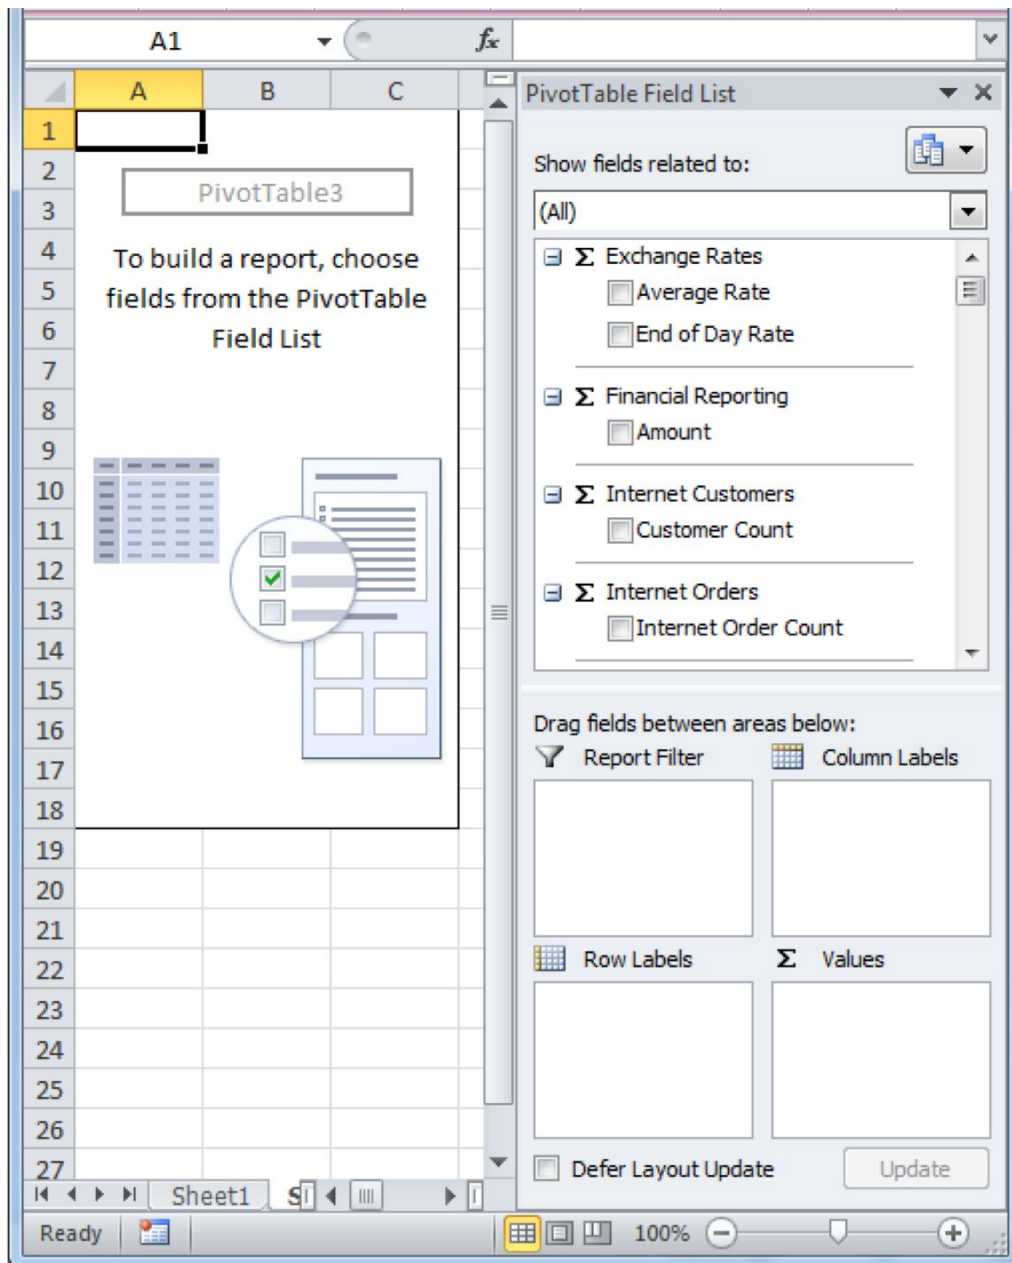 A1
fx
A B C
1
2
3
4
5
6
7
8
9
10
11
12
13
14
15
16
17
18
19
20
21
22
23
24
25
26
27
PivotTable3
To build a report, choose
fields from the PivotTable
Field List
Sheet1
Ready
100%
PivotTable Field List
Show fields related to:
(All)
Σ Exchange Rates
Average Rate
End of Day Rate
Σ Financial Reporting
Amount
Σ Internet Customers
Customer Count
Σ Internet Orders
Internet Order Count
Drag fields between areas below:
Report Filter
Column Labels
Row Labels
Σ Values
Defer Layout Update
Update